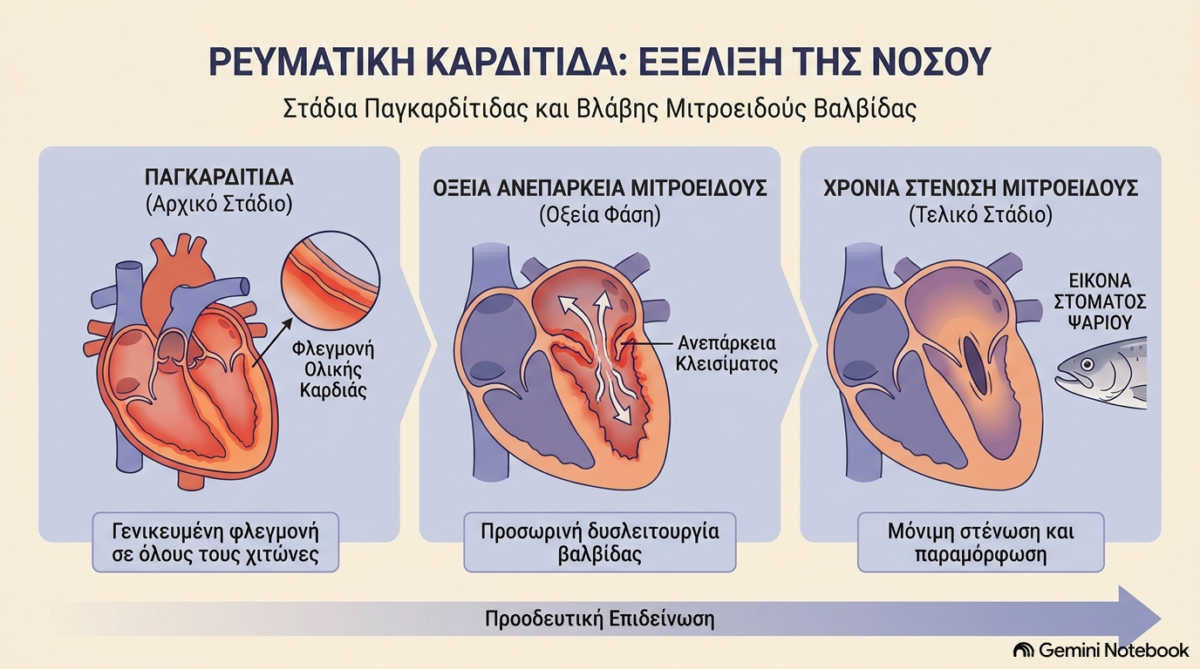 ΡΕΥΜΑΤΙΚΗ ΚΑΡΔΙΤΙΔΑ: ΕΞΕΛΙΞΗ ΤΗΣ ΝΟΣΟΥ
Στάδια Παγκαρδίτιδας και Βλάβης Μιτροειδούς Βαλβίδας
ΠΑΓΚΑΡΔΙΤΙΔΑ
(Αρχικό Στάδιο)
Φλεγμονή
Ολικής
Καρδιάς
Γενικευμένη φλεγμονή
σε όλους τους χιτώνες
ΟΞΕΙΑ ΑΝΕΠΑΡΚΕΙΑ ΜΙΤΡΟΕΙΔΟΥΣ
(Οξεία Φάση)
Ανεπάρκεια
Κλεισίματος
Προσωρινή δυσλειτουργία
βαλβίδας
ΧΡΟΝΙΑ ΣΤΕΝΩΣΗ ΜΙΤΡΟΕΙΔΟΥΣ
(Τελικό Στάδιο)
ΕΙΚΟΝΑ
ΣΤΟΜΑΤΟΣ
ΨΑΡΙΟΥ
Μόνιμη στένωση και
παραμόρφωση
Προοδευτική Επιδείνωση
Gemini Notebook